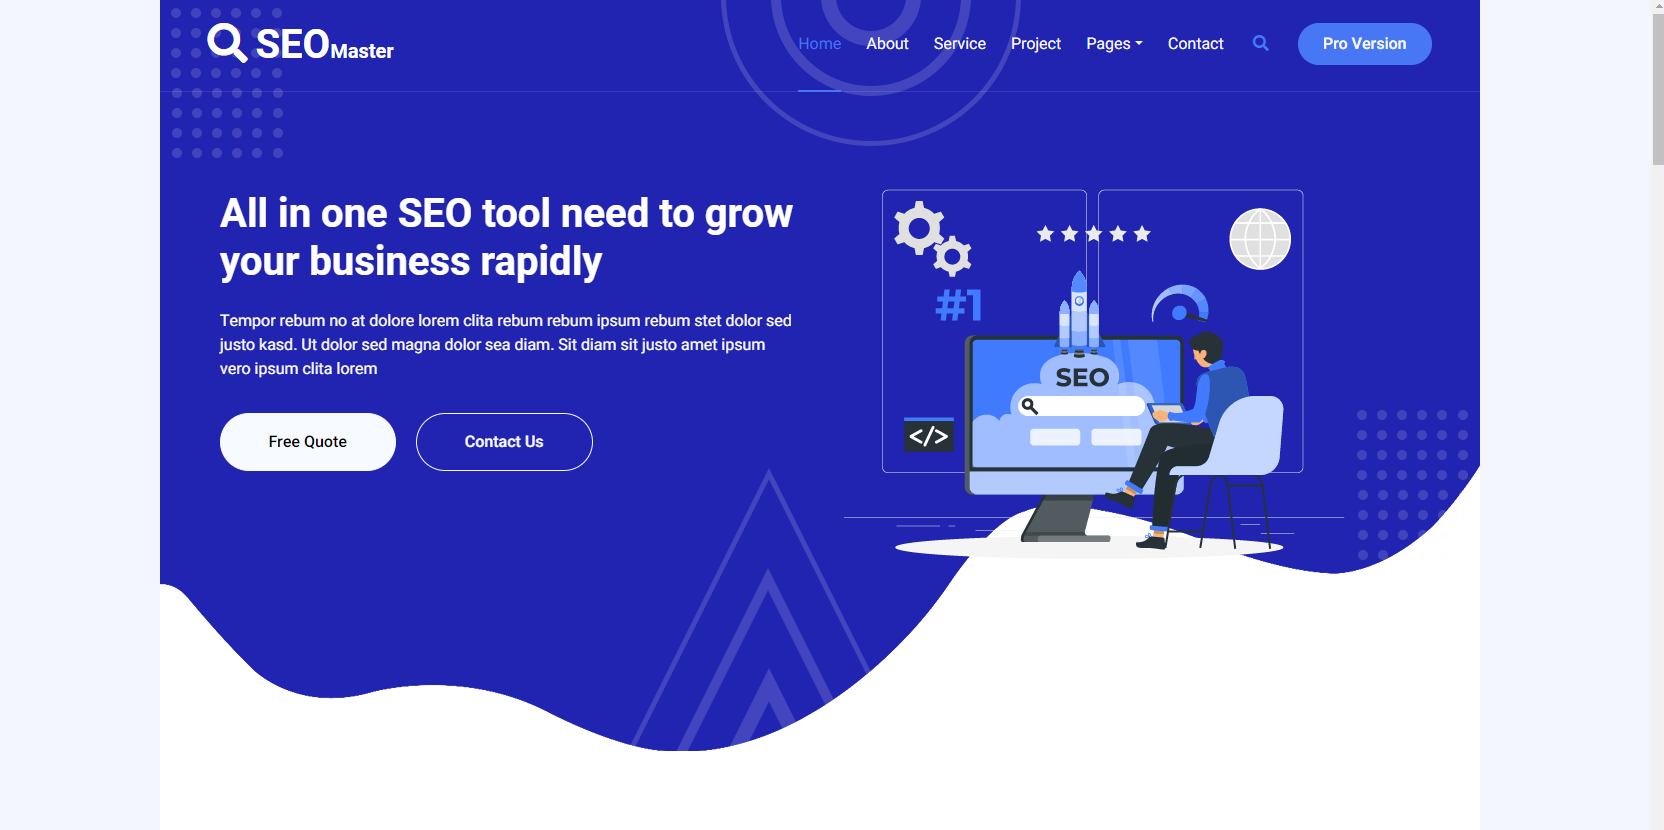 SEOMaster
Home About Service Project Pages Contact Pro Version
All in one SEO tool need to grow
your business rapidly
Tempor rebum no at dolore lorem clita rebum rebum ipsum rebum stet dolor sed
justo kasd. Ut dolor sed magna dolor sea diam. Sit diam sit justo amet ipsum
vero ipsum clita lorem
Free Quote Contact Us
#1
SEO
</>